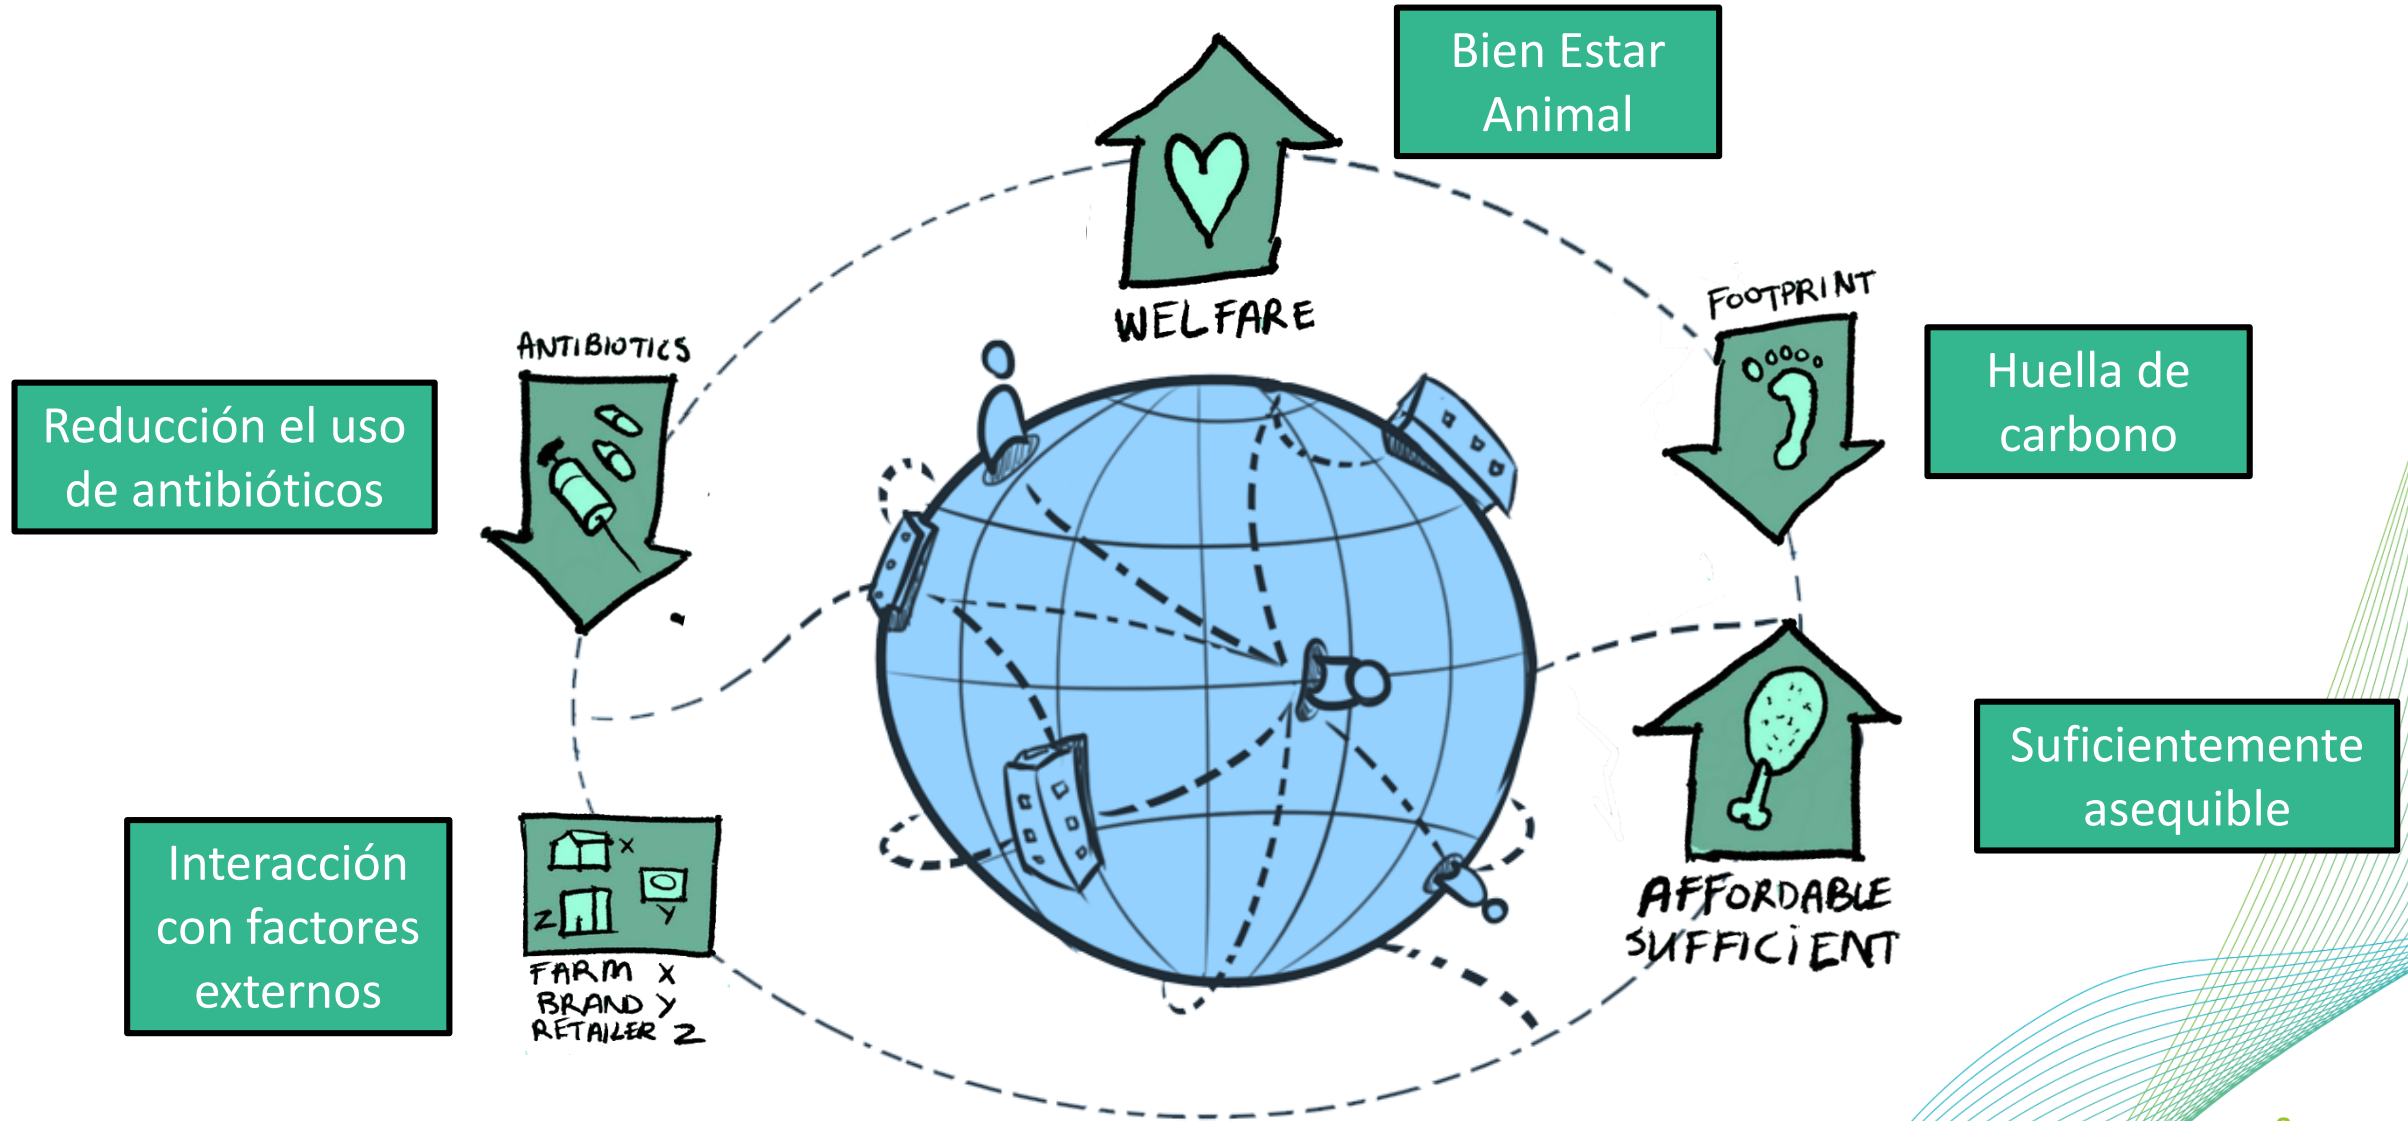 Bien Estar
Animal
WELFARE
FOOTPRINT
Huella de
carbono
ANTIBIOTICS
Reducción el uso
de antibióticos
Suficientemente
asequible
AFFORDABLE
SUFFICIENT
Interacción
con factores
externos
X
Z
Y
FARM X
BRAND Y
RETAILER Z